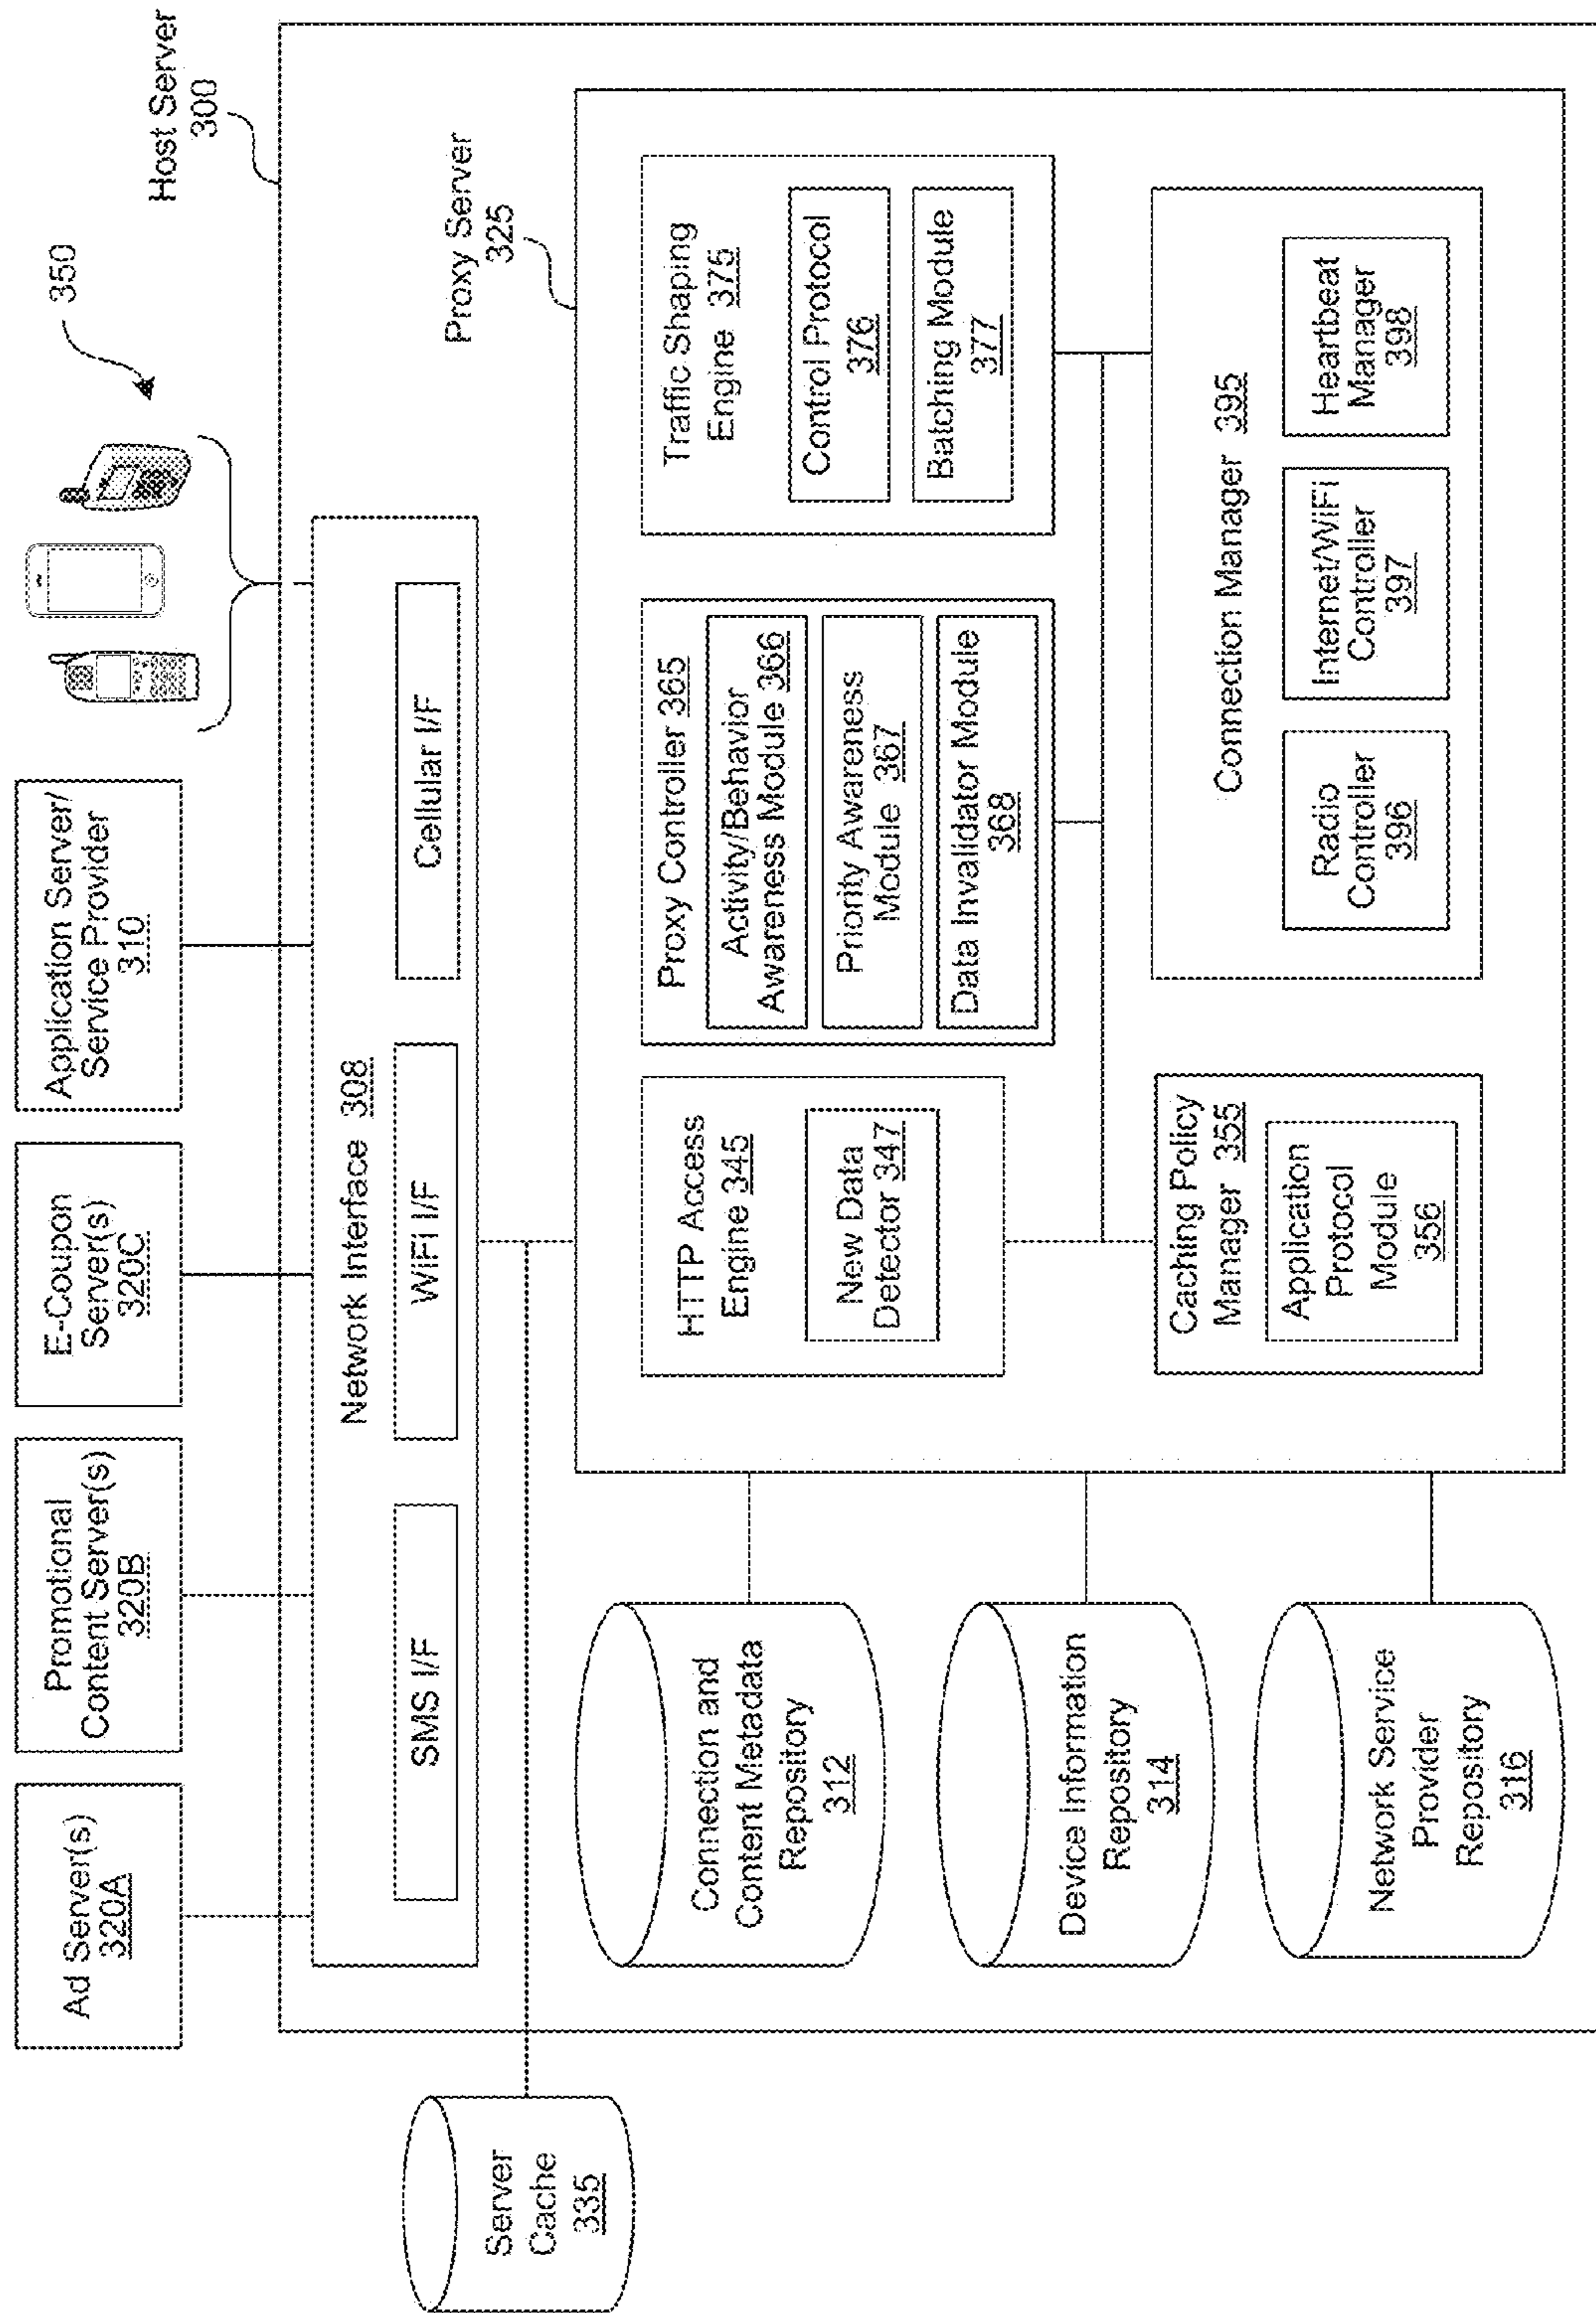 Ad Server(s)
320A
Promotional
Content Server(s)
320B
E-Coupon
Server(s)
320C
Application Server/
Service Provider
310
350
Host Server
300
Network Interface 308
SMS I/F
WiFi I/F
Cellular I/F
Server
Cache
335
Proxy Server
325
Connection and
Content Metadata
Repository
312
Device Information
Repository
314
Network Service
Provider
Repository
316
HTTP Access
Engine 345
New Data
Detector 347
Proxy Controller 365
Activity/Behavior
Awareness Module 366
Priority Awareness
Module 367
Data Invalidator Module
368
Traffic Shaping
Engine 375
Control Protocol
376
Batching Module
377
Caching Policy
Manager 355
Application
Protocol
Module
356
Connection Manager 395
Radio
Controller
396
Internet/WiFi
Controller
397
Heartbeat
Manager
398